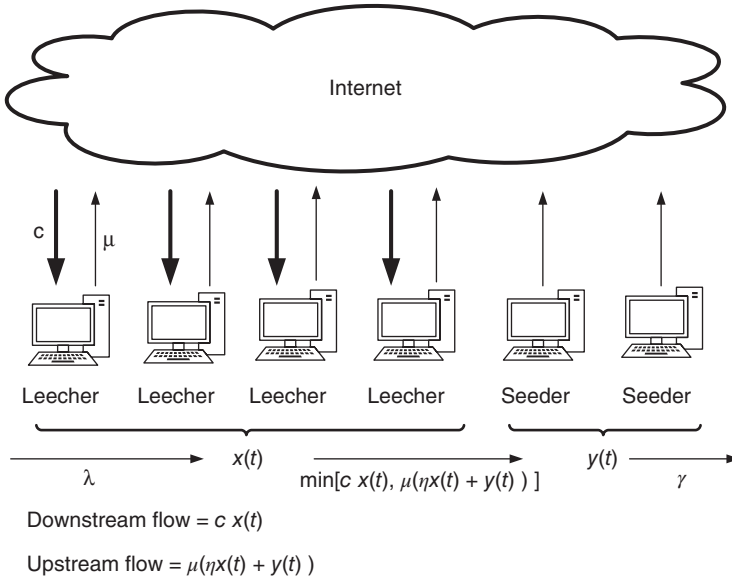 Internet
c
μ
Leecher Leecher Leecher Leecher Seeder Seeder
x(t) y(t)
λ min[c x(t), μ(ηx(t) + y(t) ) ] γ
Downstream flow = c x(t)
Upstream flow = μ(ηx(t) + y(t) )